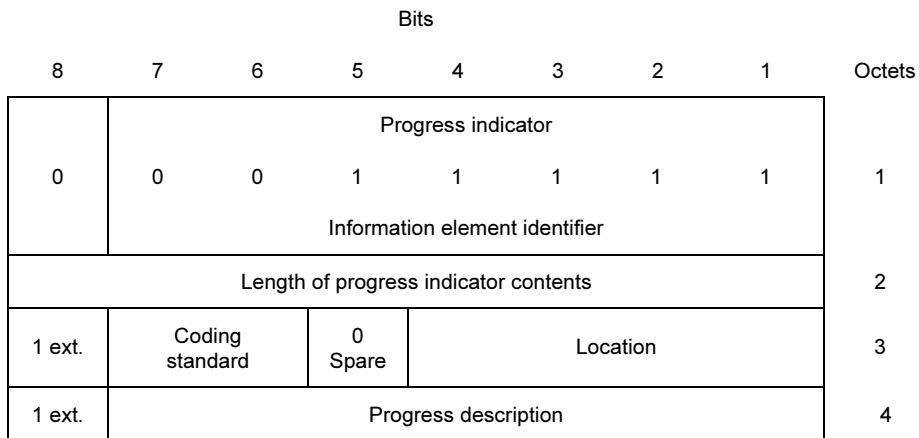 Bits
8 7 6 5 4 3 2 1 Octets
Progress indicator
0 0 0 1 1 1 1 1 1
Information element identifier
Length of progress indicator contents 2
1 ext. Coding standard 0 Spare Location 3
1 ext. Progress description 4